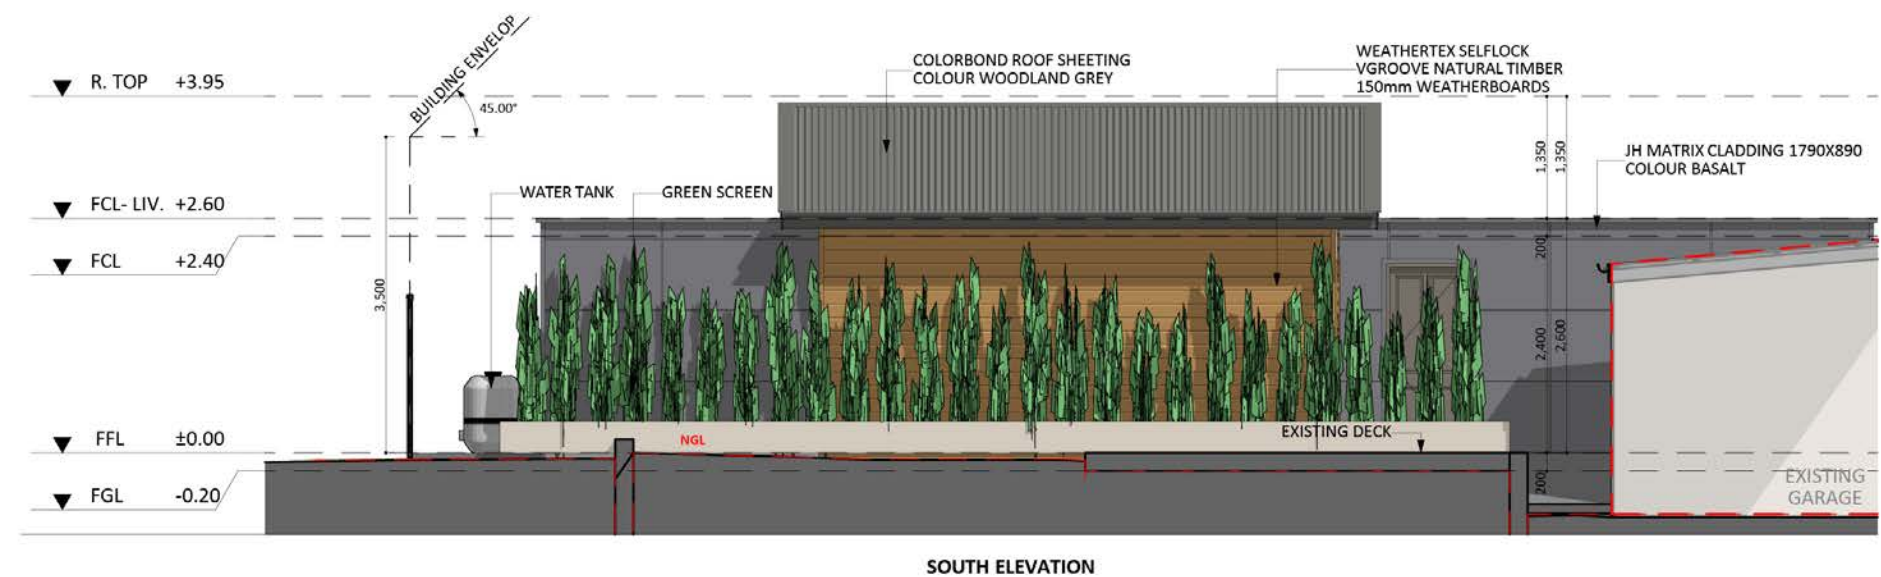 BUILDING ENVELOP
45.00°
R. TOP +3.95
COLORBOND ROOF SHEETING
COLOUR WOODLAND GREY
WEATHERTEX SELFLOCK
VGROOVE NATURAL TIMBER
150mm WEATHERBOARDS
JH MATRIX CLADDING 1790X890
COLOUR BASALT
1,350
1,350
FCL- LIV. +2.60
WATER TANK
GREEN SCREEN
FCL +2.40
200
3,500
2,400
2,600
FFL ±0.00
NGL
EXISTING DECK
FGL -0.20
200
EXISTING
GARAGE
SOUTH ELEVATION